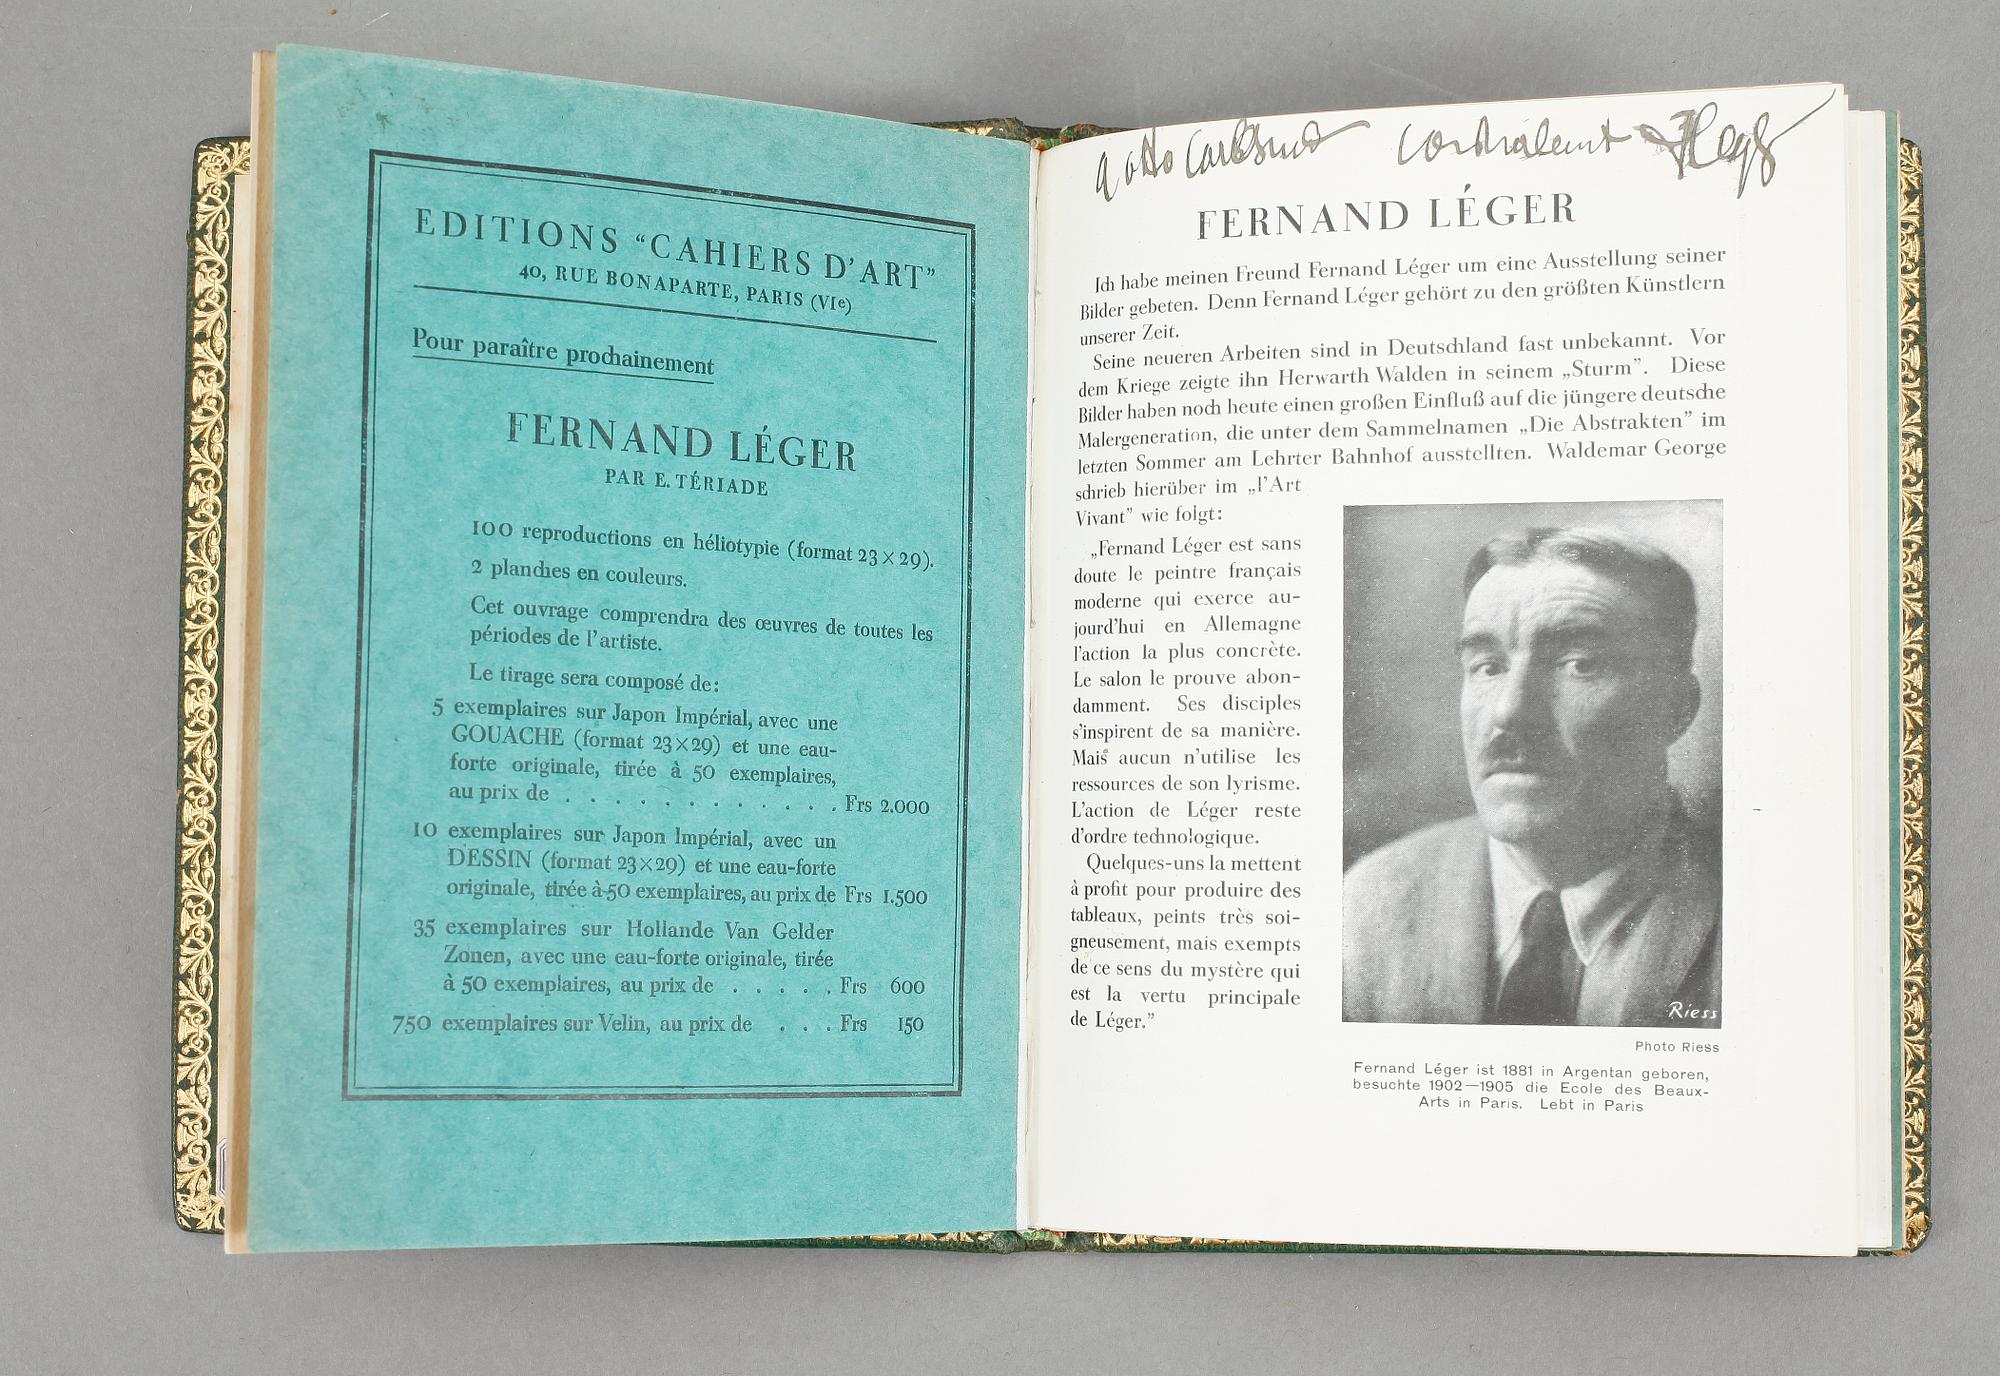 EDITIONS “CAHIERS D’ART”
40, RUE BONAPARTE, PARIS (VIe)
Pour paraître prochainement
FERNAND LÉGER
PAR E. TÉRIADE
100 reproductions en héliotypie (format 23×29).
2 planches en couleurs.
Cet ouvrage comprendra des œuvres de toutes les
périodes de l’artiste.
Le tirage sera composé de:
5 exemplaires sur Japon Impérial, avec une
GOUACHE (format 23×29) et une eau-
forte originale, tirée à 50 exemplaires,
au prix de . . . . . . . . . . . . Frs 2.000
10 exemplaires sur Japon Impérial, avec un
DESSIN (format 23×29) et une eau-forte
originale, tirée à 50 exemplaires, au prix de Frs 1.500
35 exemplaires sur Hollande Van Gelder
Zonen, avec une eau-forte originale, tirée
à 50 exemplaires, au prix de . . . . . Frs 600
750 exemplaires sur Velin, au prix de . . . Frs 150
a otto Carlsund cordialement FLeger
FERNAND LÉGER
Ich habe meinen Freund Fernand Léger um eine Ausstellung seiner
Bilder gebeten. Denn Fernand Léger gehört zu den größten Künstlern
unserer Zeit.
Seine neueren Arbeiten sind in Deutschland fast unbekannt. Vor
dem Kriege zeigte ihn Herwarth Walden in seinem „Sturm”. Diese
Bilder haben noch heute einen großen Einfluß auf die jüngere deutsche
Malergeneration, die unter dem Sammelnamen „Die Abstrakten” im
letzten Sommer am Lehrter Bahnhof ausstellten. Waldemar George
schrieb hierüber im „l’Art
Vivant” wie folgt:
„Fernand Léger est sans
doute le peintre français
moderne qui exerce au-
jourd’hui en Allemagne
l’action la plus concrète.
Le salon le prouve abon-
damment. Ses disciples
s’inspirent de sa manière.
Mais aucun n’utilise les
ressources de son lyrisme.
L’action de Léger reste
d’ordre technologique.
Quelques-uns la mettent
à profit pour produire des
tableaux, peints très soi-
gneusement, mais exempts
de ce sens du mystère qui
est la vertu principale
de Léger.”
Riess
Photo Riess
Fernand Léger ist 1881 in Argentan geboren,
besuchte 1902—1905 die Ecole des Beaux-
Arts in Paris. Lebt in Paris